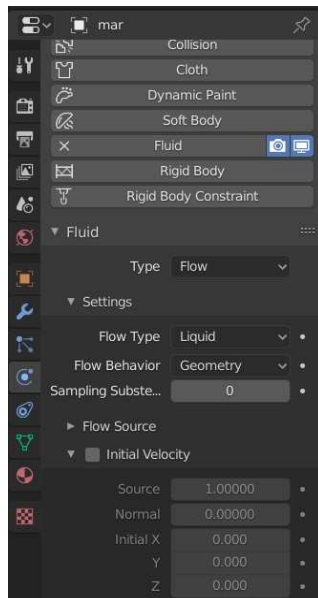 mar
Collision
Cloth
Dynamic Paint
Soft Body
Fluid
Rigid Body
Rigid Body Constraint
Fluid
Type Flow
Settings
Flow Type Liquid
Flow Behavior Geometry
Sampling Subste... 0
Flow Source
Initial Velocity
Source 1.00000
Normal 0.00000
Initial X 0.000
Y 0.000
Z 0.000